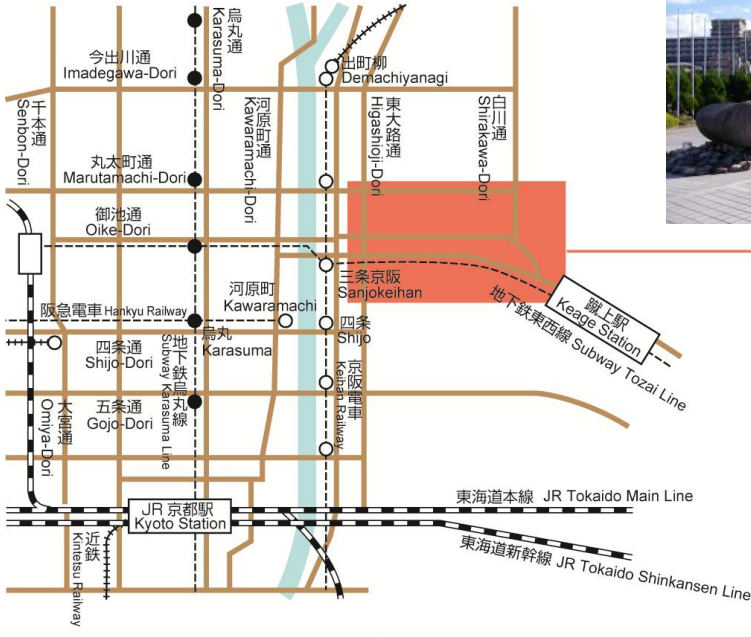 烏丸通
Karasuma-Dori
今出川通
Imadegawa-Dori
出町柳
Demachiyanagi
千本通
Senbon-Dori
河原町通
Kawaramachi-Dori
東大路通
Higashioji-Dori
白川通
Shirakawa-Dori
丸太町通
Marutamachi-Dori
御池通
Oike-Dori
三条京阪
Sanjokeihan
河原町
Kawaramachi
阪急電車 Hankyu Railway
烏丸
Karasuma
四条
Shijo
蹴上駅
Keage Station
地下鉄東西線 Subway Tozai Line
四条通
Shijo-Dori
地下鉄烏丸線
Subway Karasuma Line
京阪電車
Keihan Railway
大宮通
Omiya-Dori
五条通
Gojo-Dori
JR 京都駅
Kyoto Station
東海道本線 JR Tokaido Main Line
東海道新幹線 JR Tokaido Shinkansen Line
近鉄
Kintetsu Railway